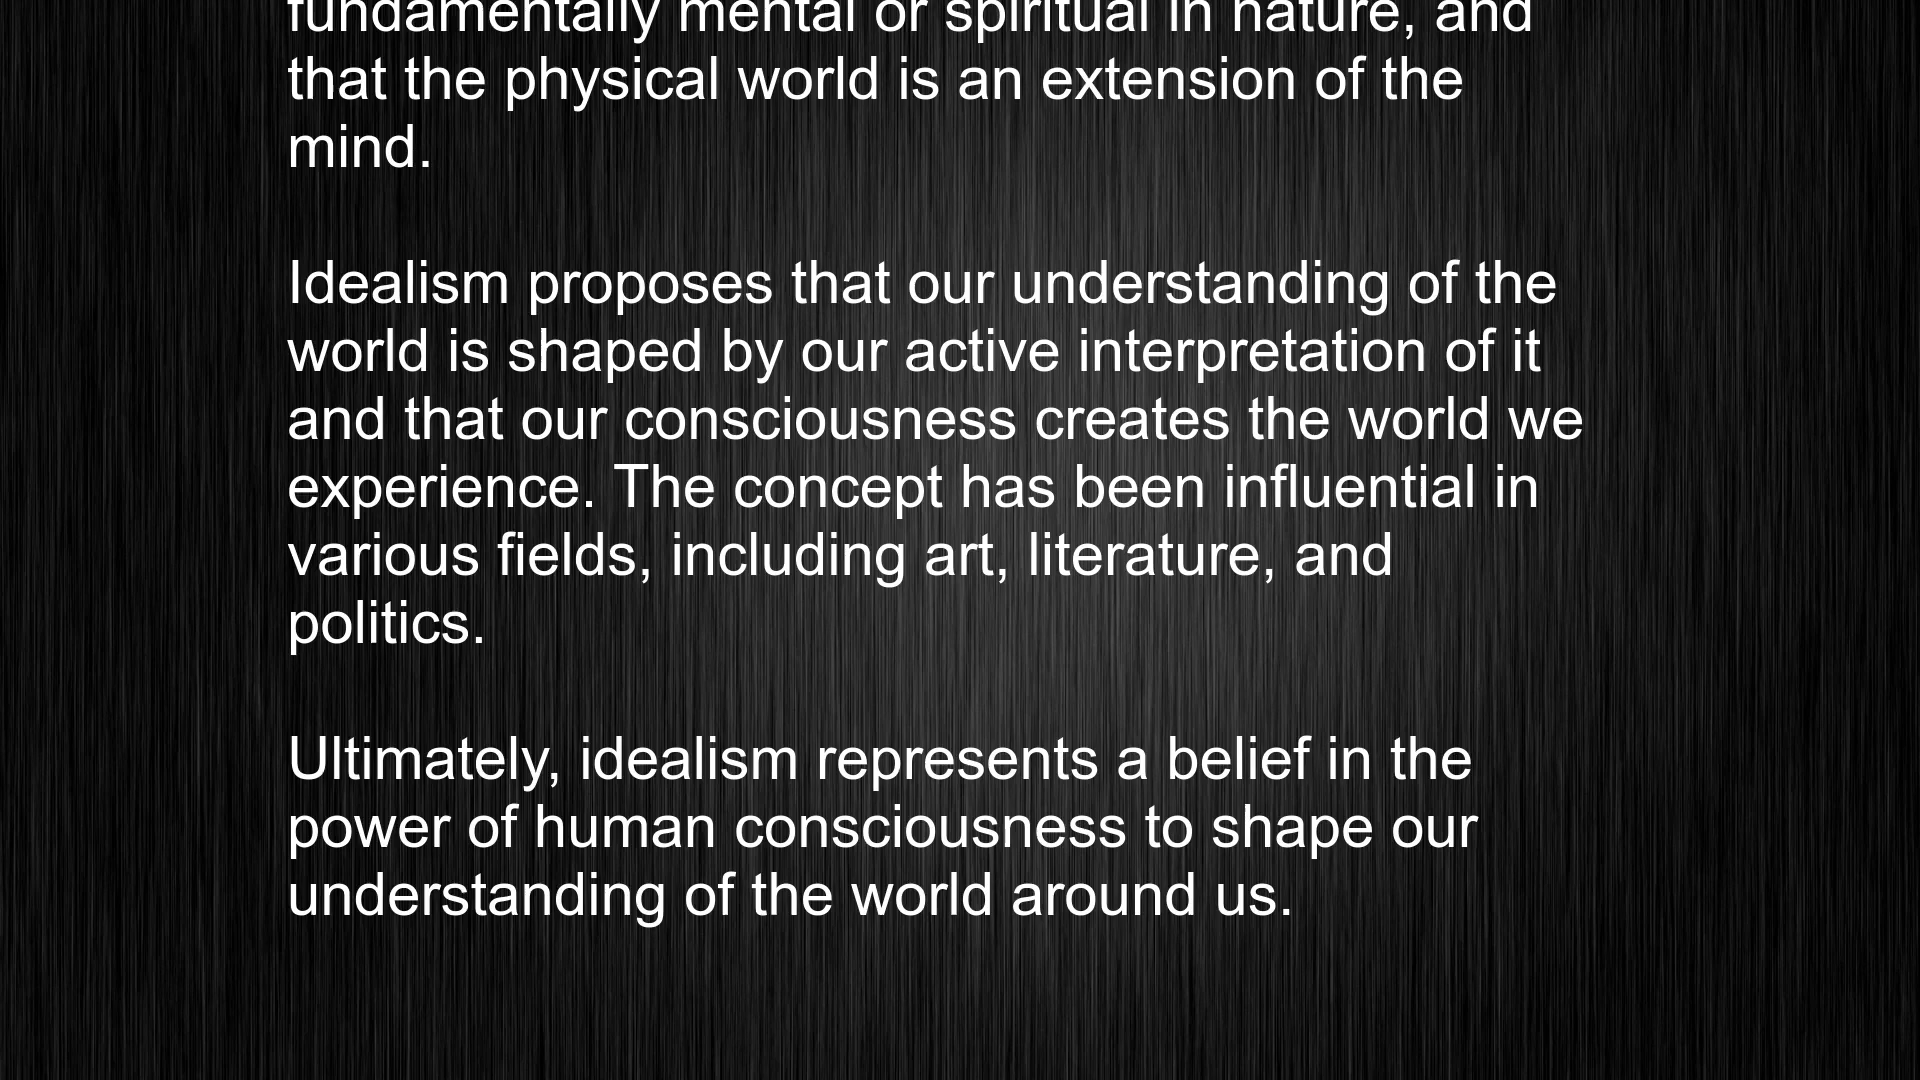 fundamentally mental or spiritual in nature, and
that the physical world is an extension of the
mind.
Idealism proposes that our understanding of the
world is shaped by our active interpretation of it
and that our consciousness creates the world we
experience. The concept has been influential in
various fields, including art, literature, and
politics.
Ultimately, idealism represents a belief in the
power of human consciousness to shape our
understanding of the world around us.